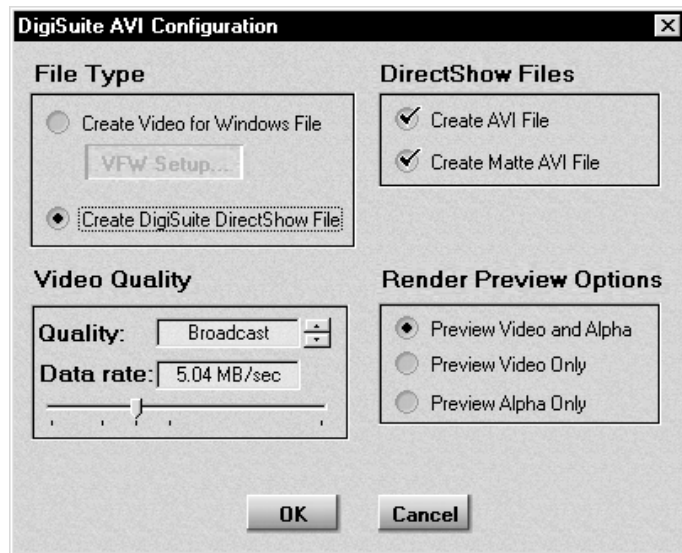 DigiSuite AVI Configuration
File Type
Create Video for Windows File
VFW Setup...
Create DigiSuite DirectShow File
DirectShow Files
Create AVI File
Create Matte AVI File
Video Quality
Quality: Broadcast
Data rate: 5.04 MB/sec
Render Preview Options
Preview Video and Alpha
Preview Video Only
Preview Alpha Only
OK Cancel